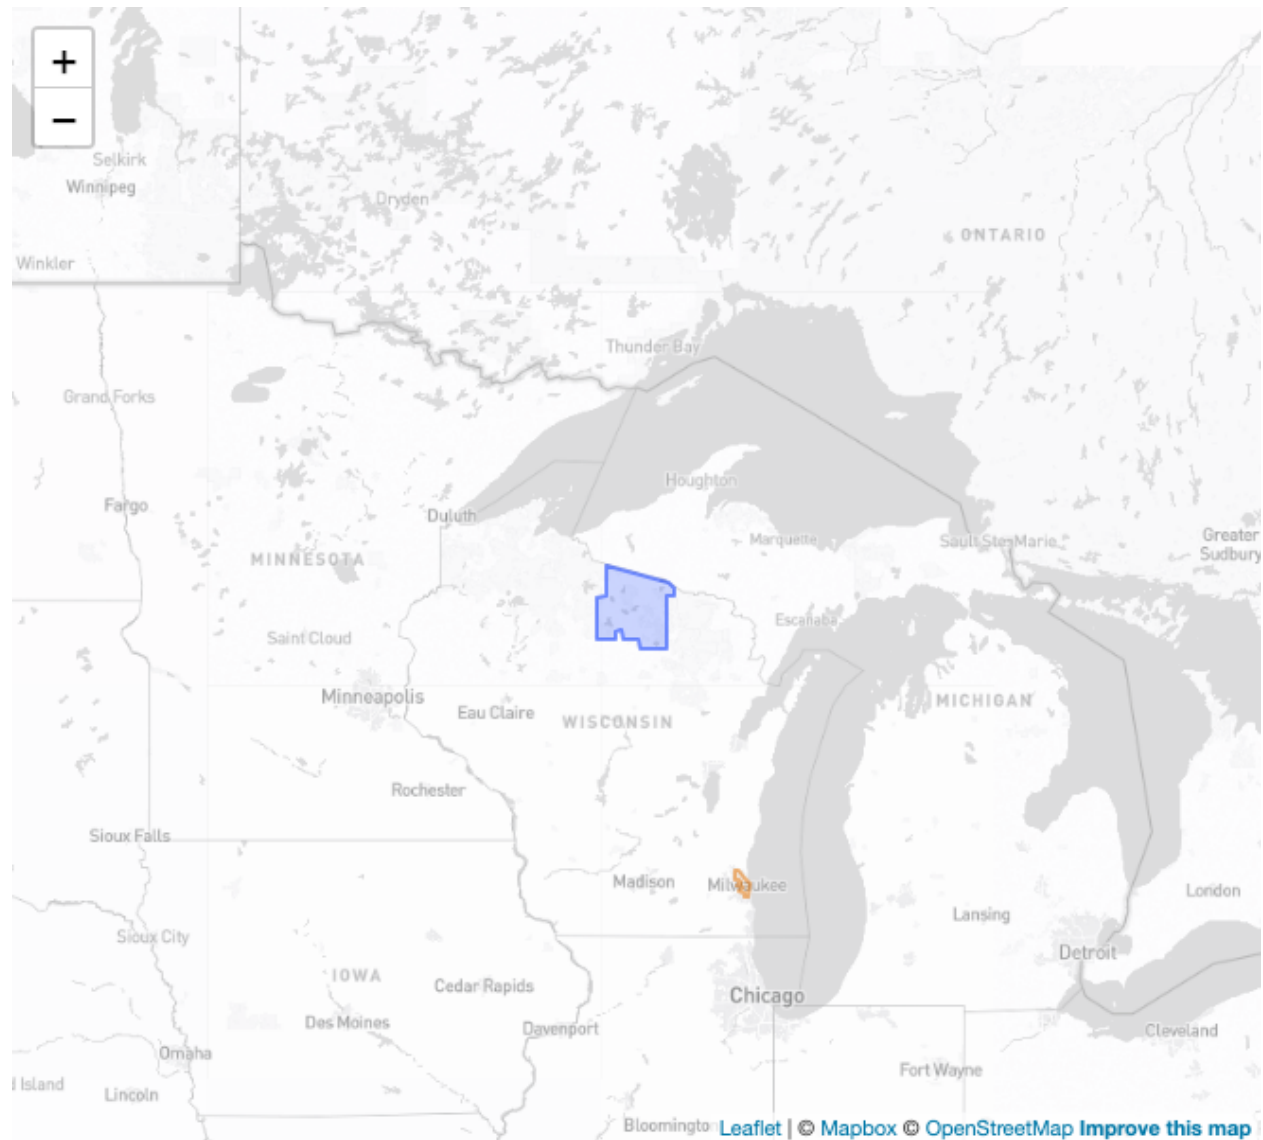 +
−
Selkirk
Winnipeg
Dryden
ONTARIO
Winkler
Thunder Bay
Grand Forks
Houghton
Fargo
Duluth
Marquette
Sault Ste. Marie
Greater
Sudbury
MINNESOTA
Escanaba
Saint Cloud
Minneapolis
Eau Claire
WISCONSIN
MICHIGAN
Rochester
Sioux Falls
Madison
Milwaukee
London
Lansing
Sioux City
Detroit
IOWA
Cedar Rapids
Chicago
Des Moines
Davenport
Cleveland
Omaha
Fort Wayne
d Island
Lincoln
Bloomington
Leaflet | © Mapbox © OpenStreetMap Improve this map